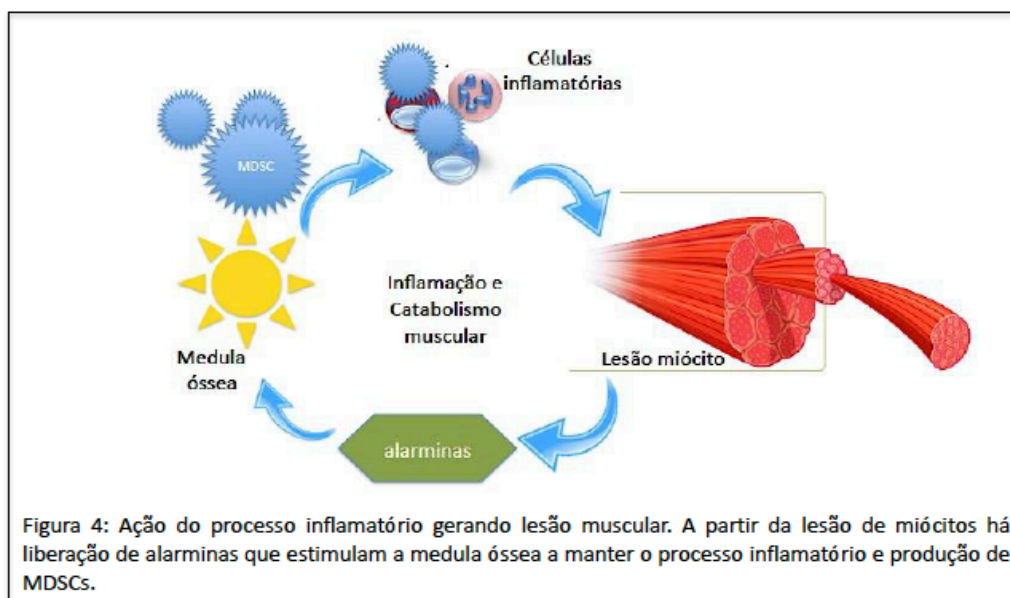 Células
inflamatórias
MDSC
Inflamação e
Catabolismo
muscular
Medula
óssea
Lesão miócito
alarminas
Figura 4: Ação do processo inflamatório gerando lesão muscular. A partir da lesão de miócitos há
liberação de alarminas que estimulam a medula óssea a manter o processo inflamatório e produção de
MDSCs.